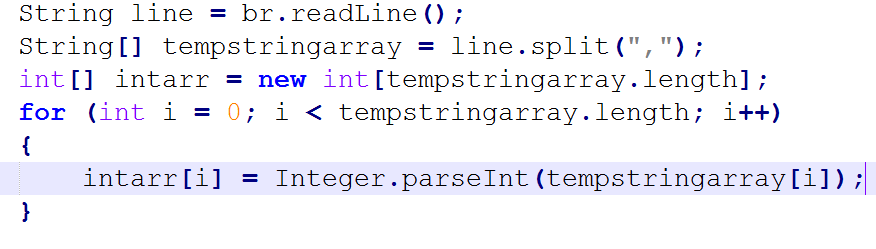 String line = br.readLine();
String[] tempstringarray = line.split(",");
int[] intarr = new int[tempstringarray.length];
for (int i = 0; i < tempstringarray.length; i++)
{
    intarr[i] = Integer.parseInt(tempstringarray[i]);
}